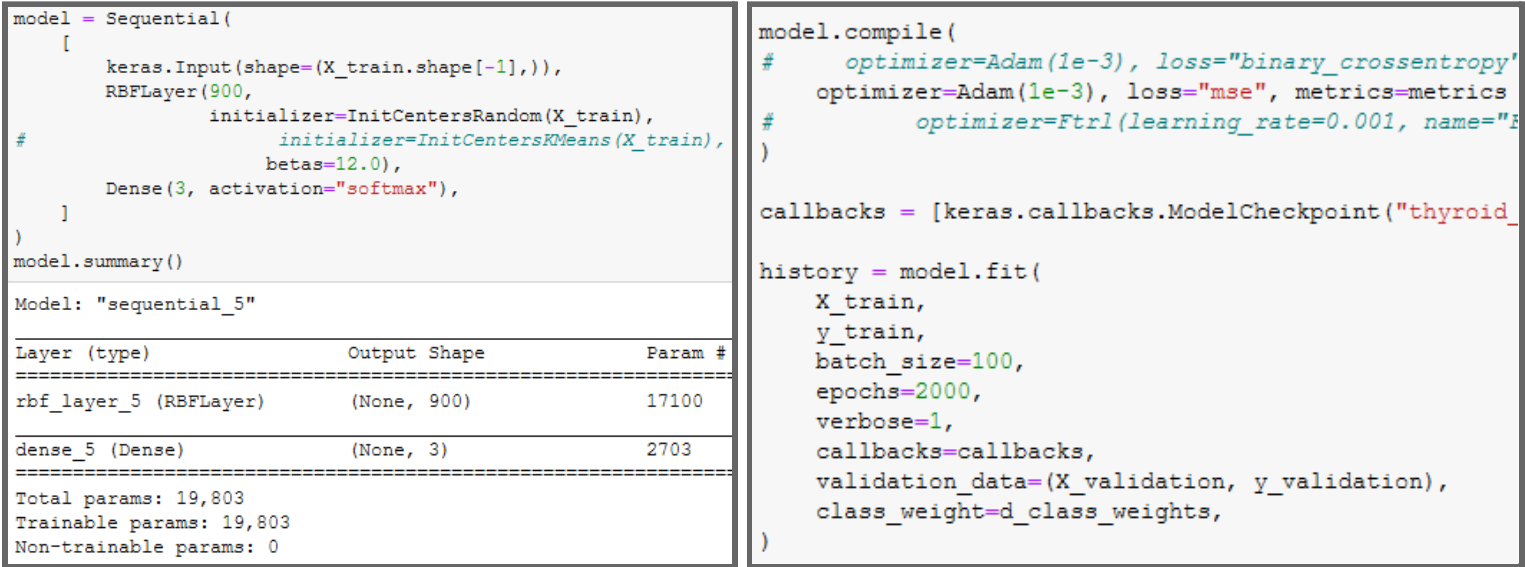 model = Sequential(
    [
        keras.Input(shape=(X_train.shape[-1],)),
        RBFLayer(900,
                 initializer=InitCentersRandom(X_train),
#                      initializer=InitCentersKMeans(X_train),
                      betas=12.0),
        Dense(3, activation="softmax"),
    ]
)
model.summary()
Model: "sequential_5"
Layer (type)                 Output Shape              Param #
rbf_layer_5 (RBFLayer)       (None, 900)               17100
dense_5 (Dense)              (None, 3)                 2703
Total params: 19,803
Trainable params: 19,803
Non-trainable params: 0
model.compile(
#     optimizer=Adam(1e-3), loss="binary_crossentropy"
    optimizer=Adam(1e-3), loss="mse", metrics=metrics
#          optimizer=Ftrl(learning_rate=0.001, name="
)
callbacks = [keras.callbacks.ModelCheckpoint("thyroid_
history = model.fit(
    X_train,
    y_train,
    batch_size=100,
    epochs=2000,
    verbose=1,
    callbacks=callbacks,
    validation_data=(X_validation, y_validation),
    class_weight=d_class_weights,
)